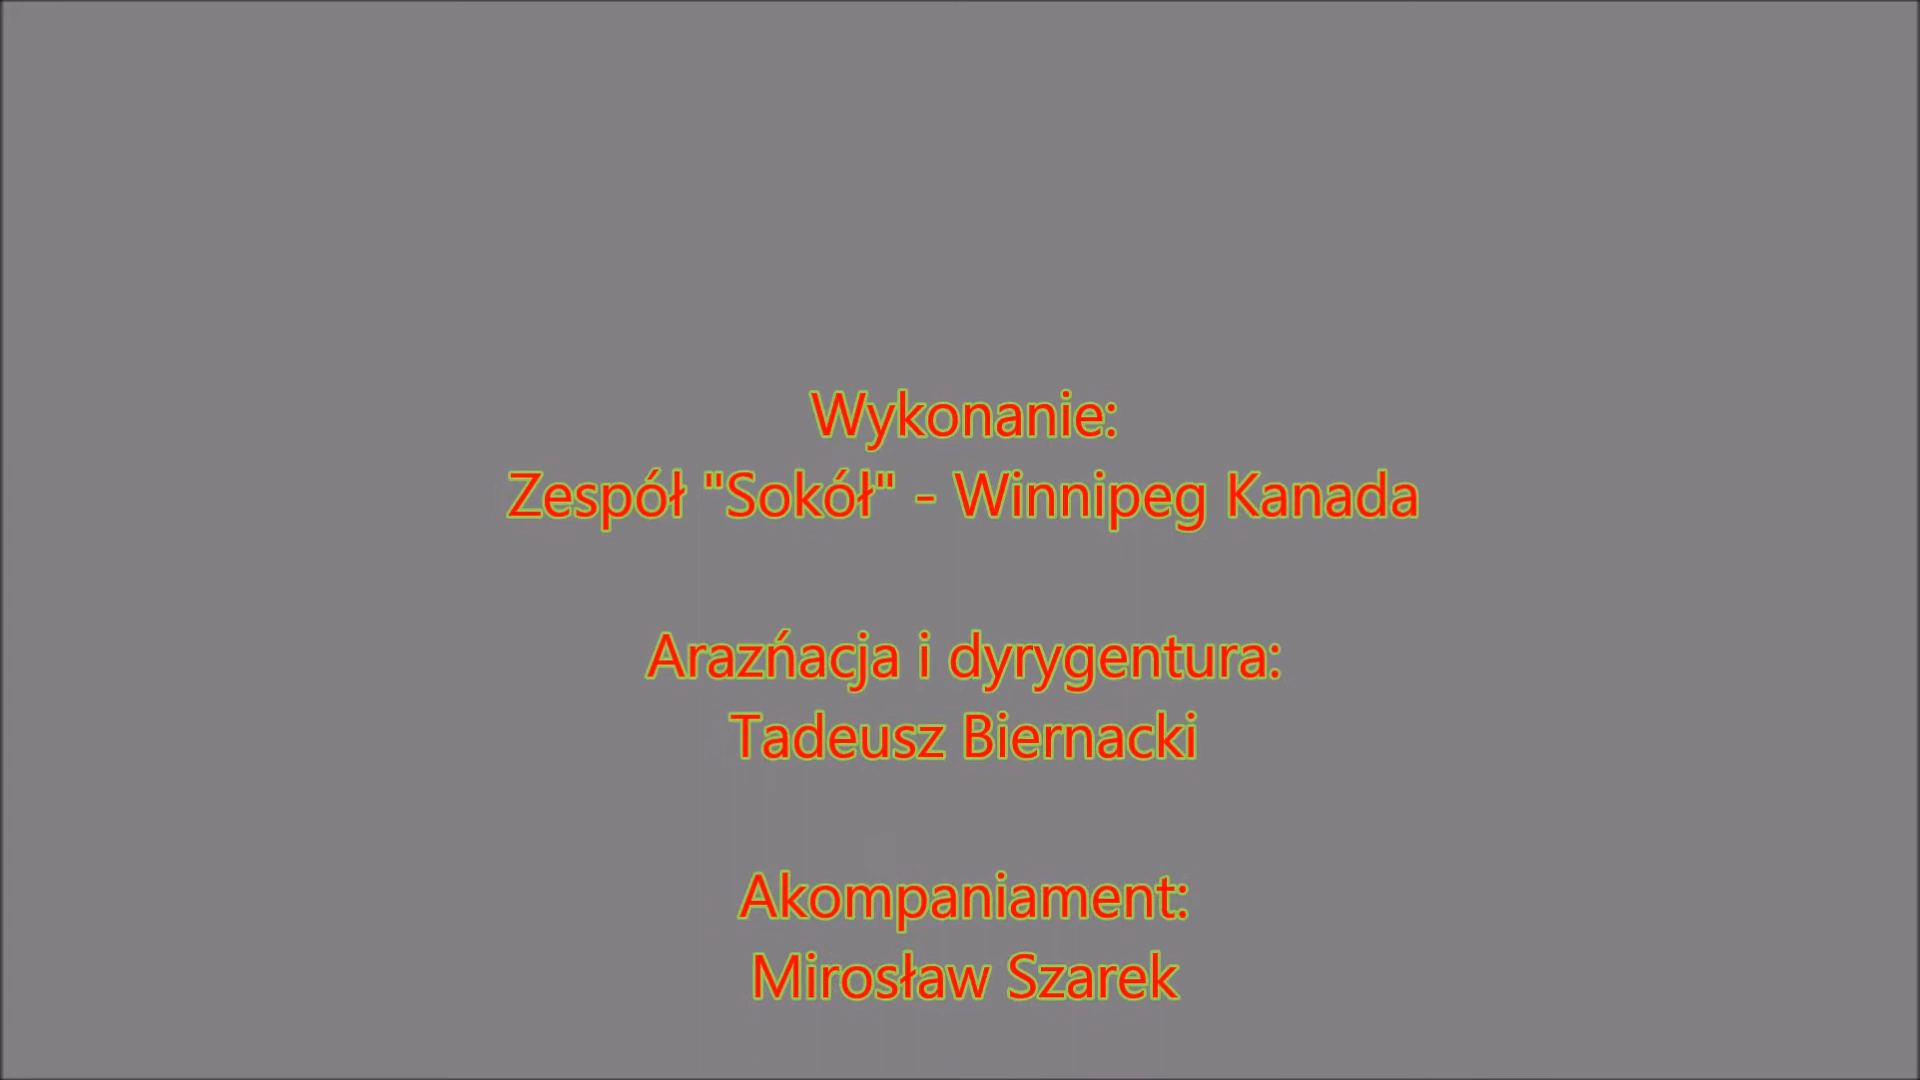 Wykonanie:
Zespół "Sokół" - Winnipeg Kanada
Arazńacja i dyrygentura:
Tadeusz Biernacki
Akompaniament:
Mirosław Szarek